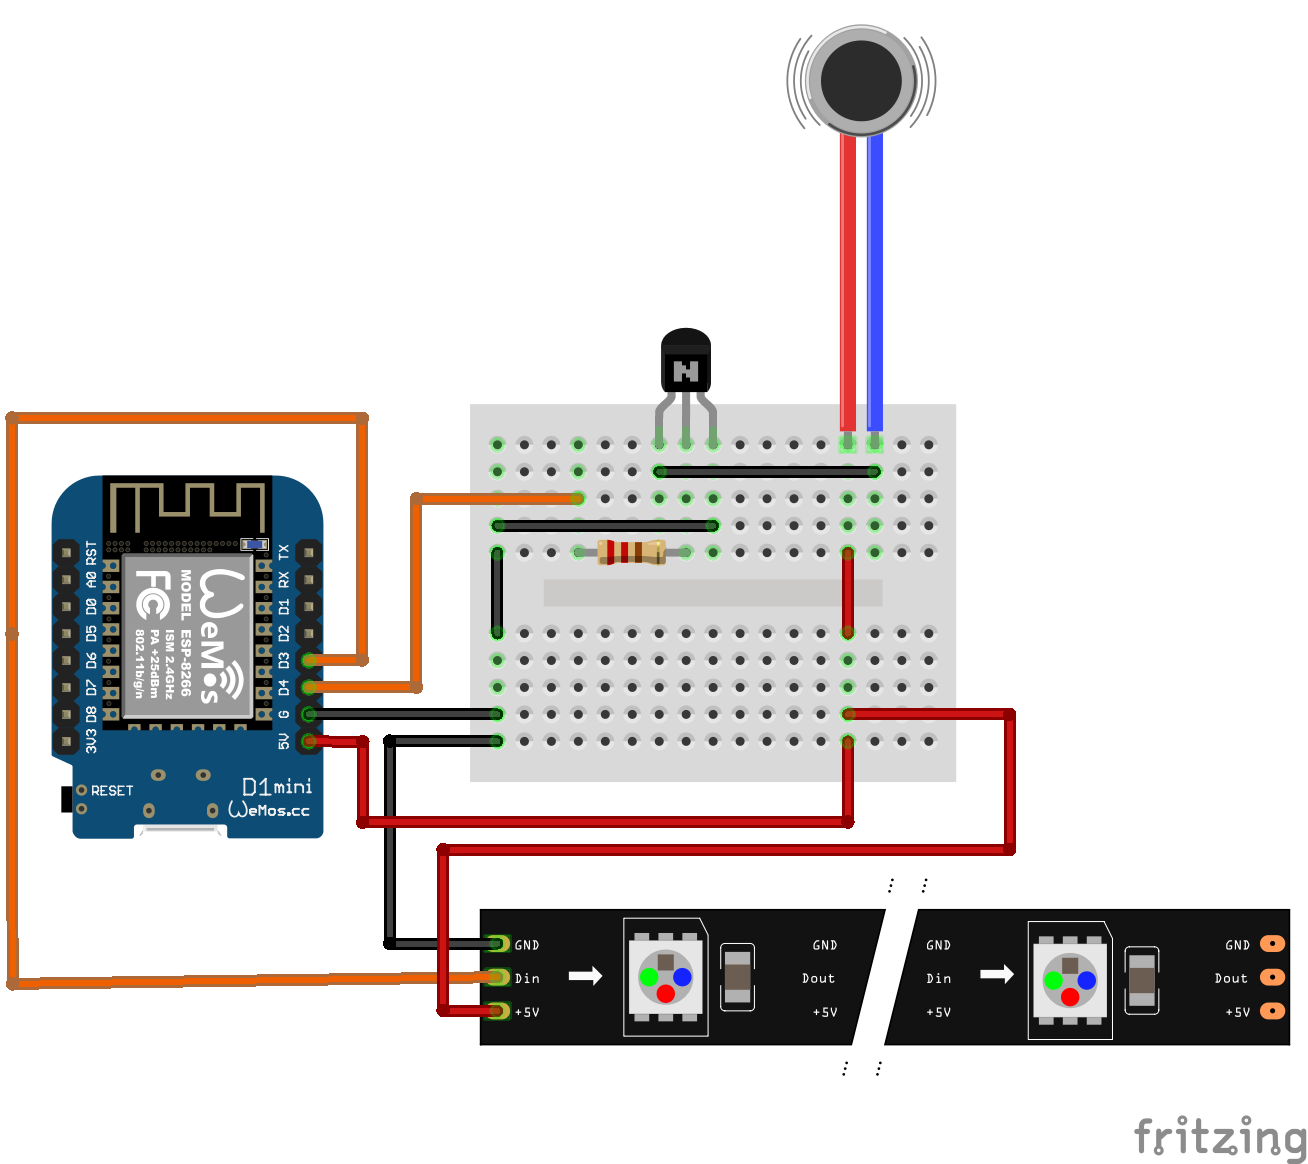 N
RST
A0
D0
D5
D6
D7
D8
3V3
TX
RX
D1
D2
D3
D4
G
5V
WeMos
MODEL ESP-8266
ISM 2.4GHz
PA +25dBm
802.11b/g/n
FC
RESET
D1mini
WeMos.cc
GND
Din
+5V
GND
Dout
+5V
GND
Din
+5V
GND
Dout
+5V
fritzing